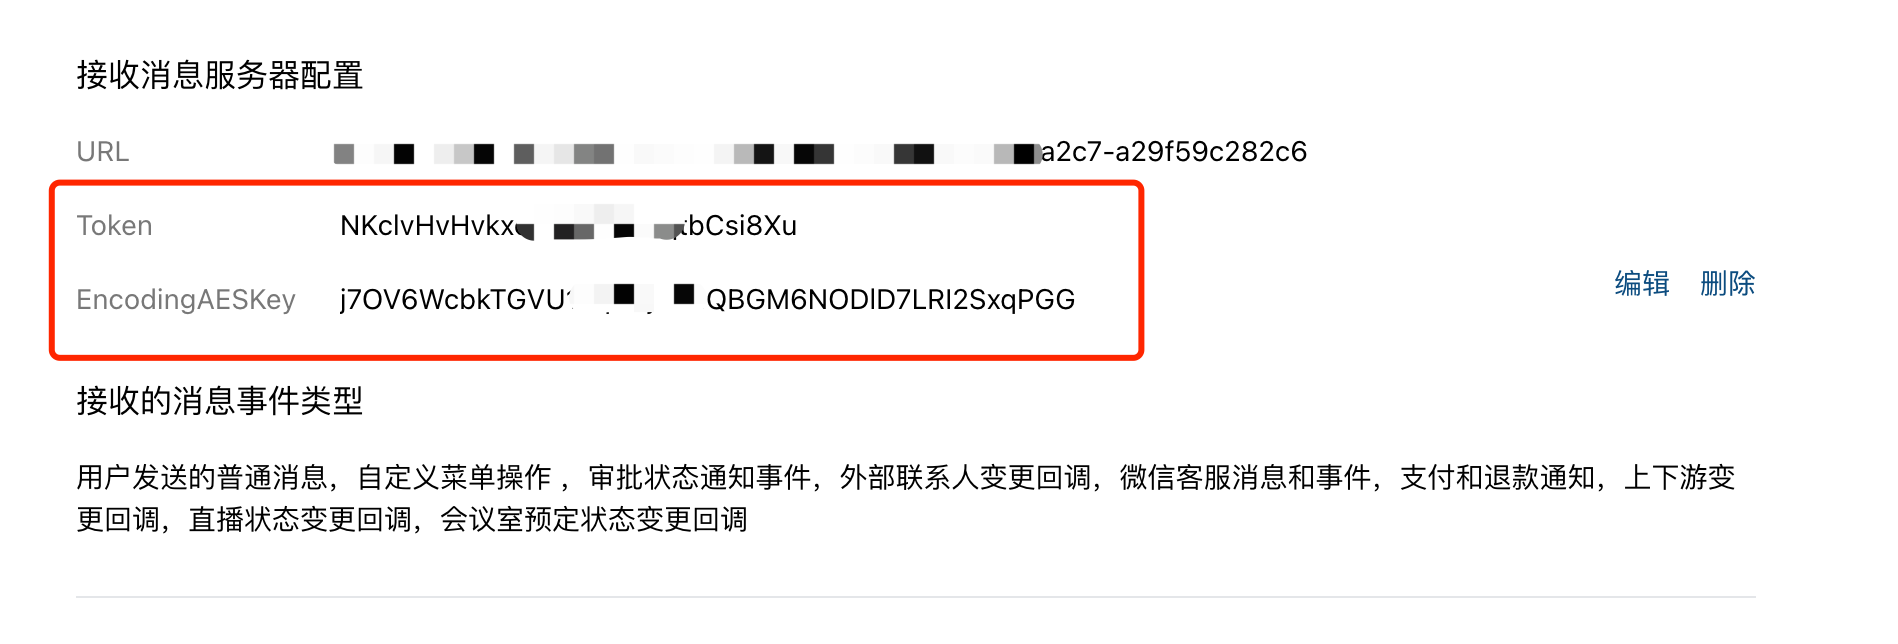 接收消息服务器配置
URL a2c7-a29f59c282c6
Token NKclvHvHvkx tbCsi8Xu
EncodingAESKey j7OV6WcbkTGVU QBGM6NODlD7LRI2SxqPGG
编辑 删除
接收的消息事件类型
用户发送的普通消息，自定义菜单操作 ，审批状态通知事件，外部联系人变更回调，微信客服消息和事件，支付和退款通知，上下游变
更回调，直播状态变更回调，会议室预定状态变更回调